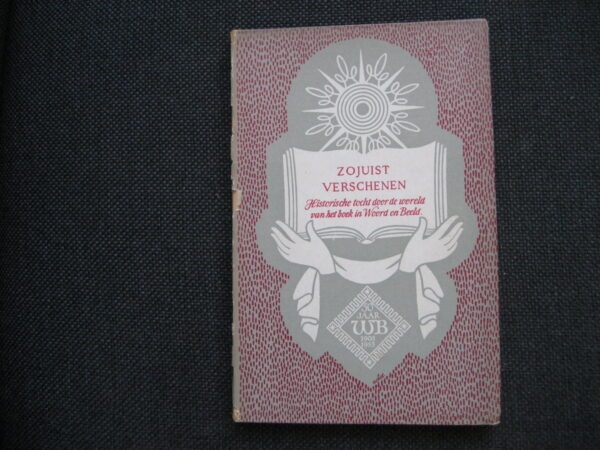 ZOJUIST
VERSCHENEN
Historische tocht door de wereld
van het boek in Woord en Beeld.
JAAR
WB
1905
1955